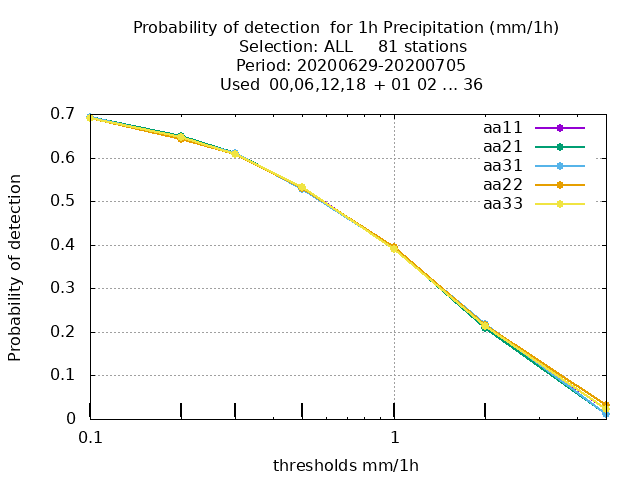 Probability of detection  for 1h Precipitation (mm/1h)
Selection: ALL     81 stations
Period: 20200629-20200705
Used  00,06,12,18  + 01 02 ... 36
0.7
0.6
0.5
0.4
0.3
0.2
0.1
0
Probability of detection
aa11
aa21
aa31
aa22
aa33
0.1
1
thresholds mm/1h